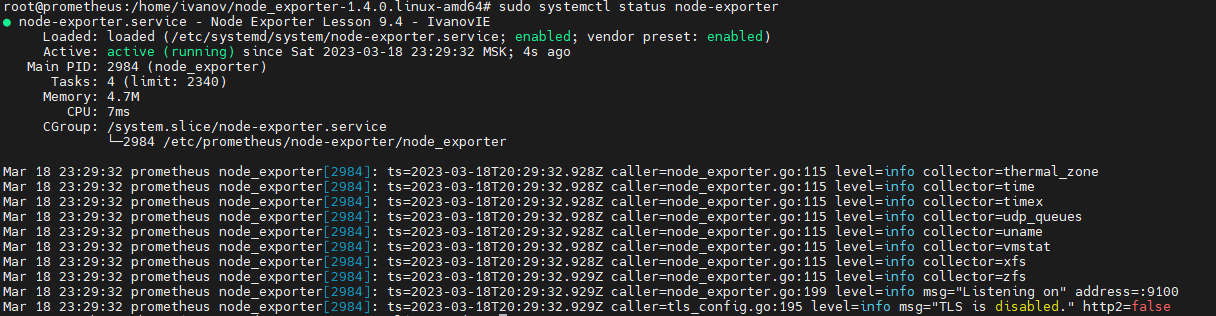 root@prometheus:/home/ivanov/node_exporter-1.4.0.linux-amd64# sudo systemctl status node-exporter
● node-exporter.service - Node Exporter Lesson 9.4 - IvanovIE
Loaded: loaded (/etc/systemd/system/node-exporter.service; enabled; vendor preset: enabled)
Active: active (running) since Sat 2023-03-18 23:29:32 MSK; 4s ago
Main PID: 2984 (node_exporter)
Tasks: 4 (limit: 2340)
Memory: 4.7M
CPU: 7ms
CGroup: /system.slice/node-exporter.service
└─2984 /etc/prometheus/node-exporter/node_exporter
Mar 18 23:29:32 prometheus node_exporter[2984]: ts=2023-03-18T20:29:32.928Z caller=node_exporter.go:115 level=info collector=thermal_zone
Mar 18 23:29:32 prometheus node_exporter[2984]: ts=2023-03-18T20:29:32.928Z caller=node_exporter.go:115 level=info collector=time
Mar 18 23:29:32 prometheus node_exporter[2984]: ts=2023-03-18T20:29:32.928Z caller=node_exporter.go:115 level=info collector=timex
Mar 18 23:29:32 prometheus node_exporter[2984]: ts=2023-03-18T20:29:32.928Z caller=node_exporter.go:115 level=info collector=udp_queues
Mar 18 23:29:32 prometheus node_exporter[2984]: ts=2023-03-18T20:29:32.928Z caller=node_exporter.go:115 level=info collector=uname
Mar 18 23:29:32 prometheus node_exporter[2984]: ts=2023-03-18T20:29:32.928Z caller=node_exporter.go:115 level=info collector=vmstat
Mar 18 23:29:32 prometheus node_exporter[2984]: ts=2023-03-18T20:29:32.928Z caller=node_exporter.go:115 level=info collector=xfs
Mar 18 23:29:32 prometheus node_exporter[2984]: ts=2023-03-18T20:29:32.928Z caller=node_exporter.go:115 level=info collector=zfs
Mar 18 23:29:32 prometheus node_exporter[2984]: ts=2023-03-18T20:29:32.929Z caller=node_exporter.go:199 level=info msg="Listening on" address=:9100
Mar 18 23:29:32 prometheus node_exporter[2984]: ts=2023-03-18T20:29:32.929Z caller=tls_config.go:195 level=info msg="TLS is disabled." http2=false